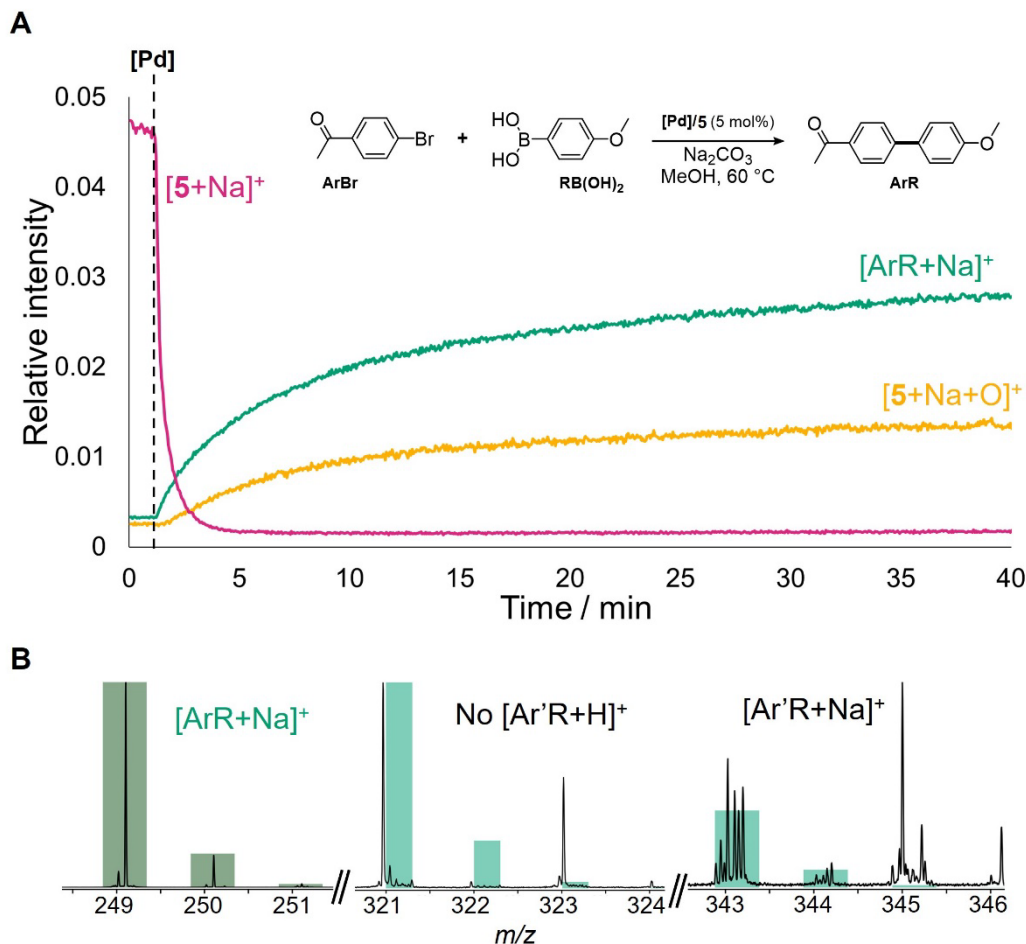 A
[Pd]
0.05
0.04
0.03
0.02
0.01
0
Relative intensity
[5+Na]⁺
O
Br
ArBr
+
HO
B
HO
O
RB(OH)₂
[Pd]/5 (5 mol%)
Na₂CO₃
MeOH, 60 °C
O
O
ArR
[ArR+Na]⁺
[5+Na+O]⁺
0 5 10 15 20 25 30 35 40
Time / min
B
[ArR+Na]⁺ No [Ar'R+H]⁺ [Ar'R+Na]⁺
249 250 251 // 321 322 323 324 // 343 344 345 346
m/z